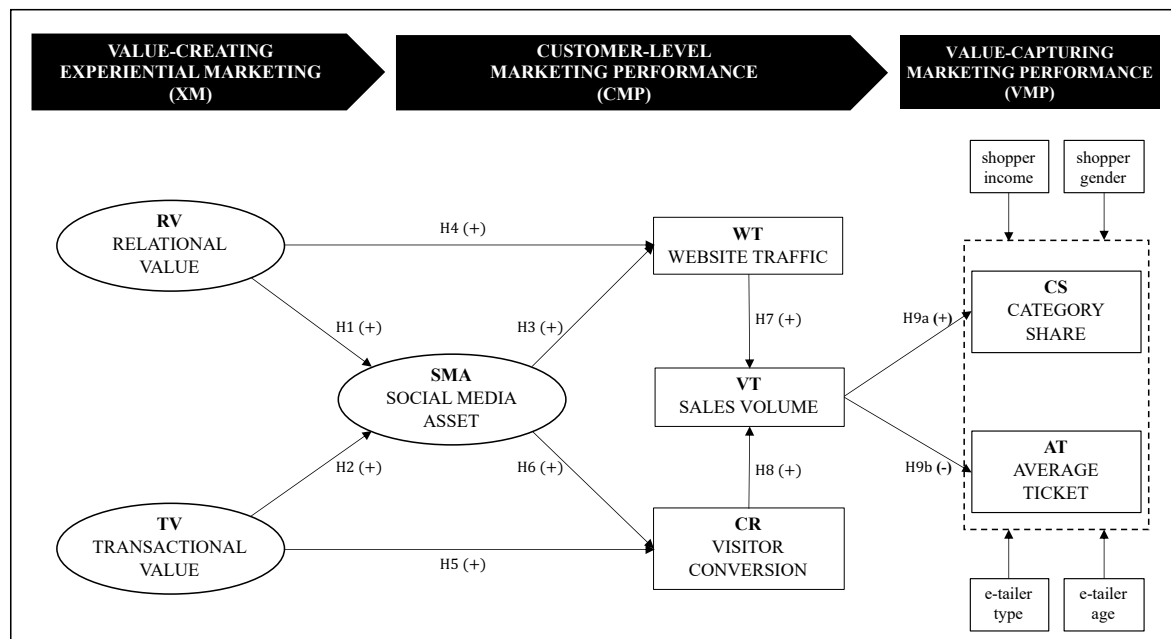 VALUE-CREATING
EXPERIENTIAL MARKETING
(XM)
CUSTOMER-LEVEL
MARKETING PERFORMANCE
(CMP)
VALUE-CAPTURING
MARKETING PERFORMANCE
(VMP)
shopper
income
shopper
gender
RV
RELATIONAL
VALUE
H4 (+)
WT
WEBSITE TRAFFIC
CS
CATEGORY
SHARE
H1 (+)
H3 (+)
H7 (+)
H9a (+)
SMA
SOCIAL MEDIA
ASSET
VT
SALES VOLUME
H2 (+)
H6 (+)
H8 (+)
H9b (-)
AT
AVERAGE
TICKET
TV
TRANSACTIONAL
VALUE
H5 (+)
CR
VISITOR
CONVERSION
e-tailer
type
e-tailer
age